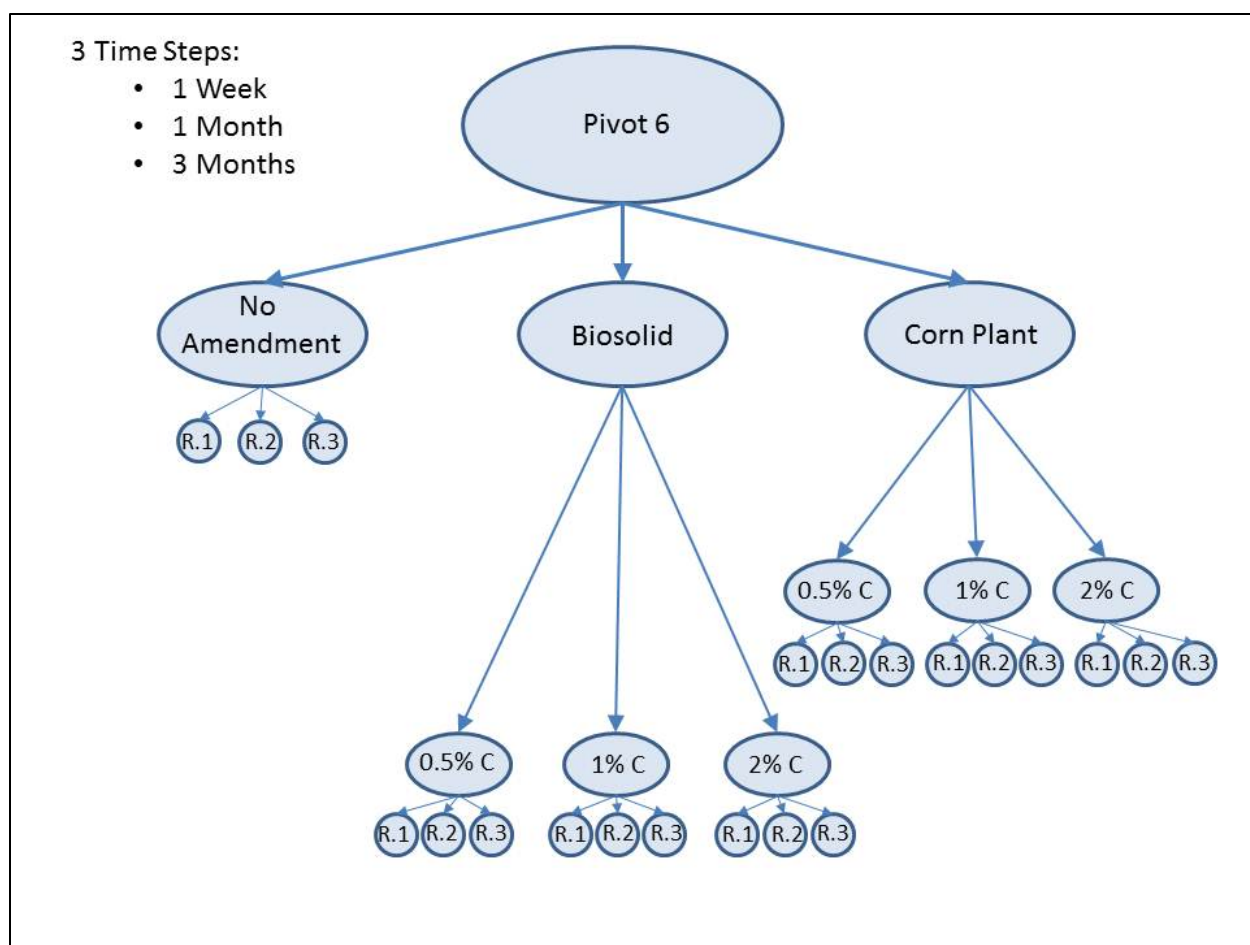 3 Time Steps:
• 1 Week
• 1 Month
• 3 Months
Pivot 6
No
Amendment
Biosolid
Corn Plant
R.1 R.2 R.3
0.5% C 1% C 2% C
R.1 R.2 R.3 R.1 R.2 R.3 R.1 R.2 R.3
0.5% C 1% C 2% C
R.1 R.2 R.3 R.1 R.2 R.3 R.1 R.2 R.3